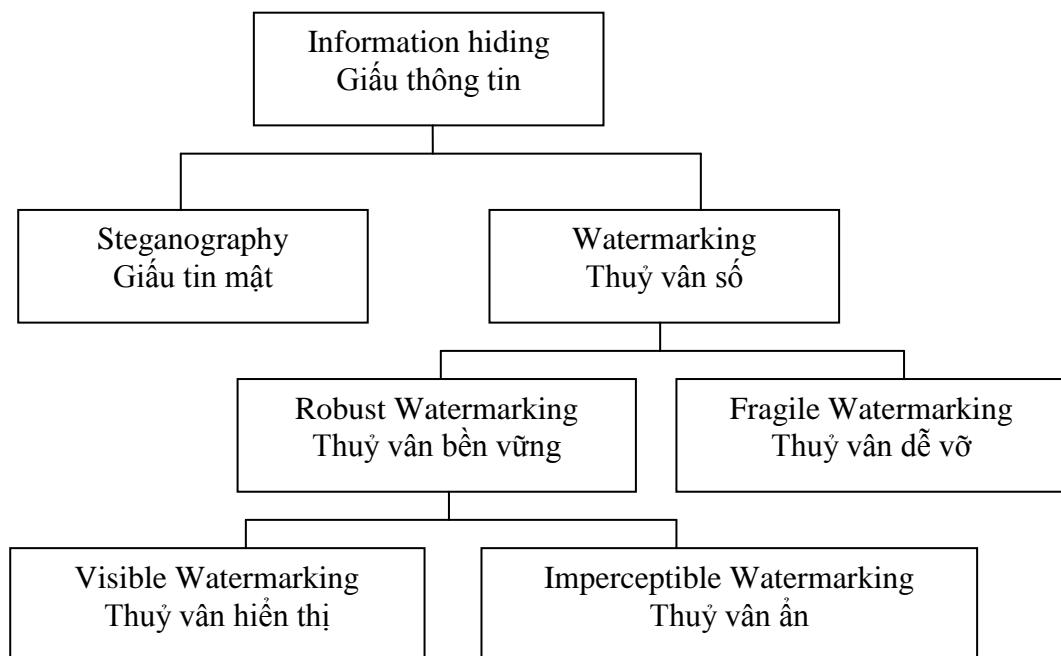 Information hiding
Giấu thông tin
Steganography
Giấu tin mật
Watermarking
Thuỷ vân số
Robust Watermarking
Thuỷ vân bền vững
Fragile Watermarking
Thuỷ vân dễ vỡ
Visible Watermarking
Thuỷ vân hiển thị
Imperceptible Watermarking
Thuỷ vân ẩn